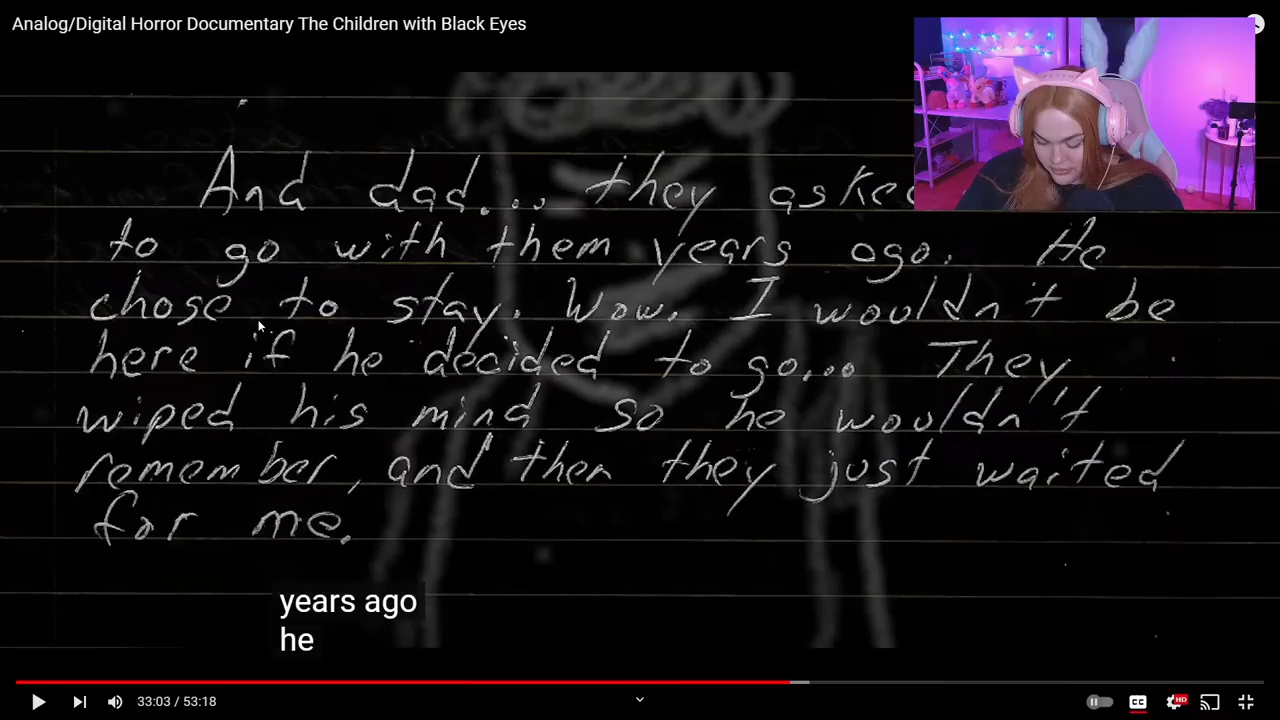 Analog/Digital Horror Documentary The Children with Black Eyes
And dad... they asked
to go with them years ago. He
chose to stay. Wow. I wouldn't be
here if he decided to go... They
wiped his mind so he wouldn't
remember, and then they just waited
for me.
years ago
he
33:03 / 53:18
CC
HD